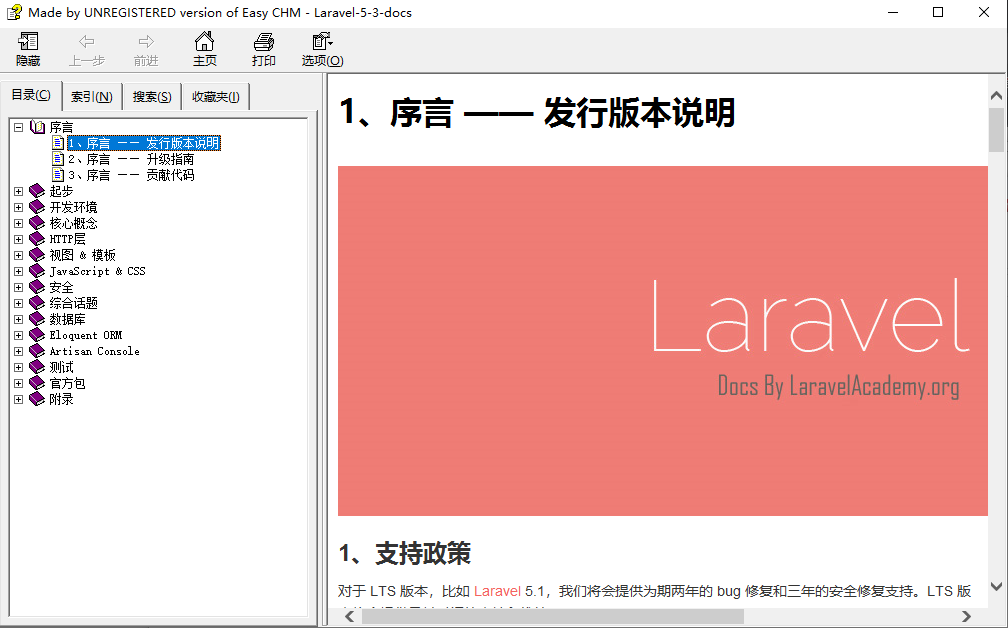 Made by UNREGISTERED version of Easy CHM - Laravel-5-3-docs
隐藏 上一步 前进 主页 打印 选项(O)
目录(C) 索引(N) 搜索(S) 收藏夹(I)
序言
1、序言 —— 发行版本说明
2、序言 —— 升级指南
3、序言 —— 贡献代码
起步
开发环境
核心概念
HTTP层
视图 & 模板
JavaScript & CSS
安全
综合话题
数据库
Eloquent ORM
Artisan Console
测试
官方包
附录
1、序言 —— 发行版本说明
Laravel
Docs By LaravelAcademy.org
1、支持政策
对于 LTS 版本，比如 Laravel 5.1，我们将会提供为期两年的 bug 修复和三年的安全修复支持。LTS 版